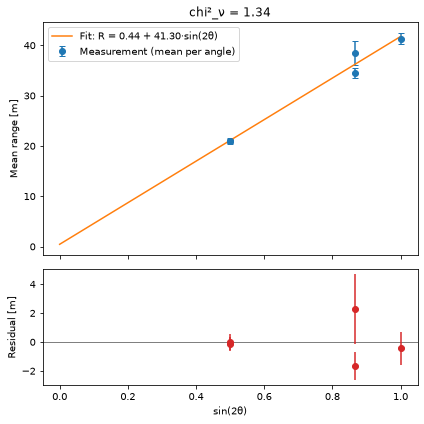 chi²_ν = 1.34
Fit: R = 0.44 + 41.30·sin(2θ)
Measurement (mean per angle)
Mean range [m]
40
30
20
10
0
Residual [m]
4
2
0
−2
0.0 0.2 0.4 0.6 0.8 1.0
sin(2θ)